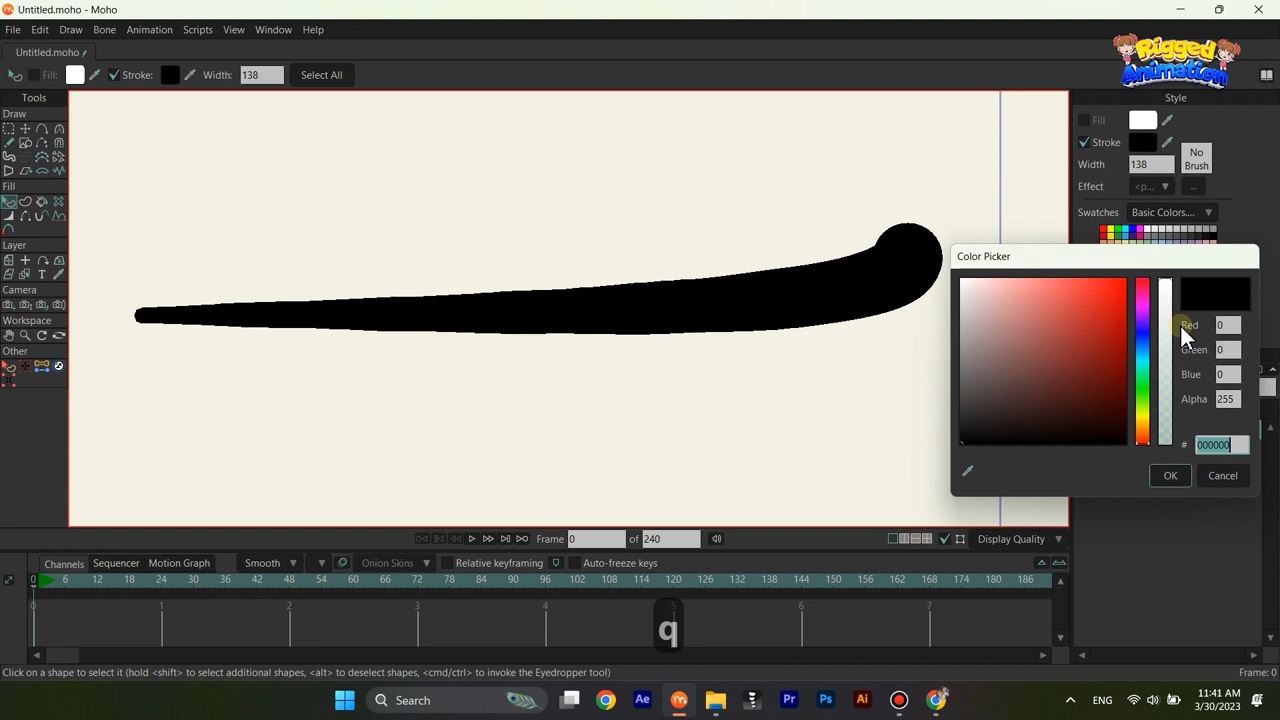 Untitled.moho - Moho
File Edit Draw Bone Animation Scripts View Window Help
Untitled.moho
Rigged
Animation
Fill: Stroke: Width: 138 Select All
Tools
Draw
Fill
Layer
Camera
Workspace
Other
Style
Fill
Stroke
Width 138
No
Brush
Effect <p... ...
Swatches Basic Colors....
Color Picker
Red 0
Green 0
Blue 0
Alpha 255
# 000000
OK Cancel
Frame 0 of 240 Display Quality
Channels Sequencer Motion Graph Smooth Onion Skins Relative keyframing Auto-freeze keys
0 6 12 18 24 30 36 42 48 54 60 66 72 78 84 90 96 102 108 114 120 126 132 138 144 150 156 162 168 174 180 186
0 1 2 3 4 5 6 7
q
Click on a shape to select it (hold <shift> to select additional shapes, <alt> to deselect shapes, <cmd/ctrl> to invoke the Eyedropper tool) Frame: 0
Search
Ae
Pr
Ps
Ai
ENG
11:41 AM
3/30/2023